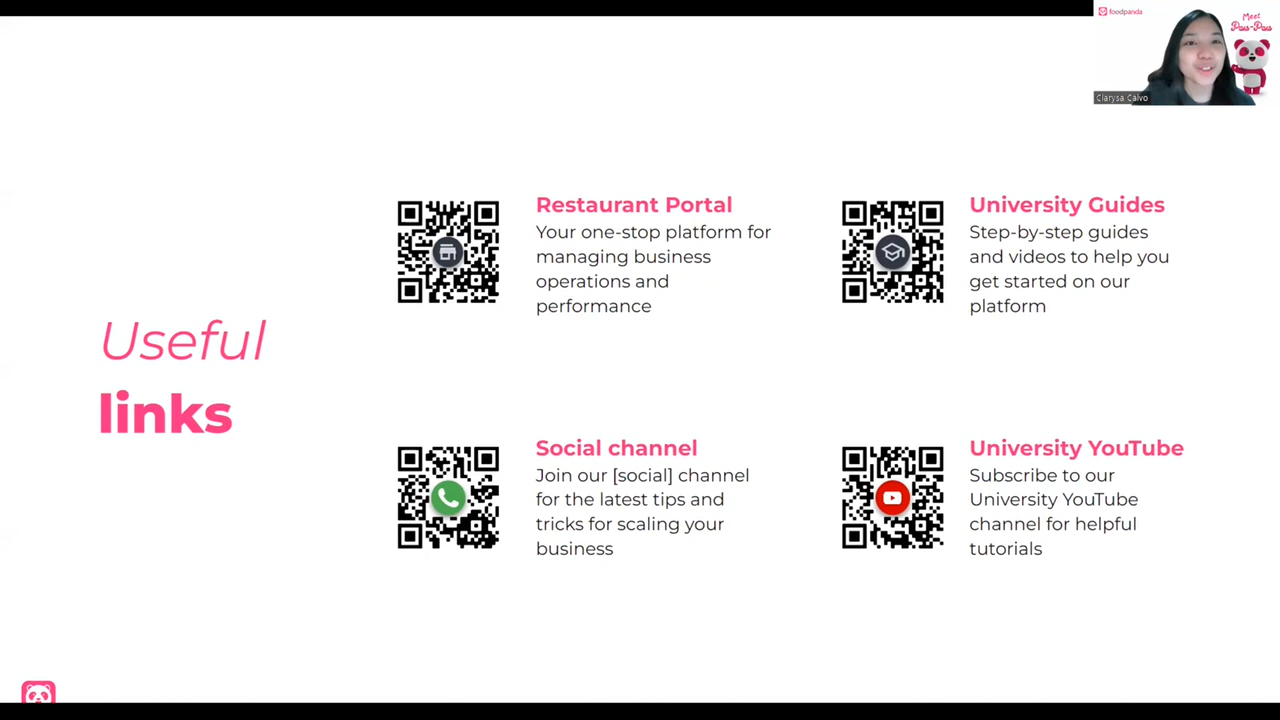 foodpanda
Meet
Pau-Pau
Clarysa Calvo
Useful
links
Restaurant Portal
Your one-stop platform for
managing business
operations and
performance
University Guides
Step-by-step guides
and videos to help you
get started on our
platform
Social channel
Join our [social] channel
for the latest tips and
tricks for scaling your
business
University YouTube
Subscribe to our
University YouTube
channel for helpful
tutorials